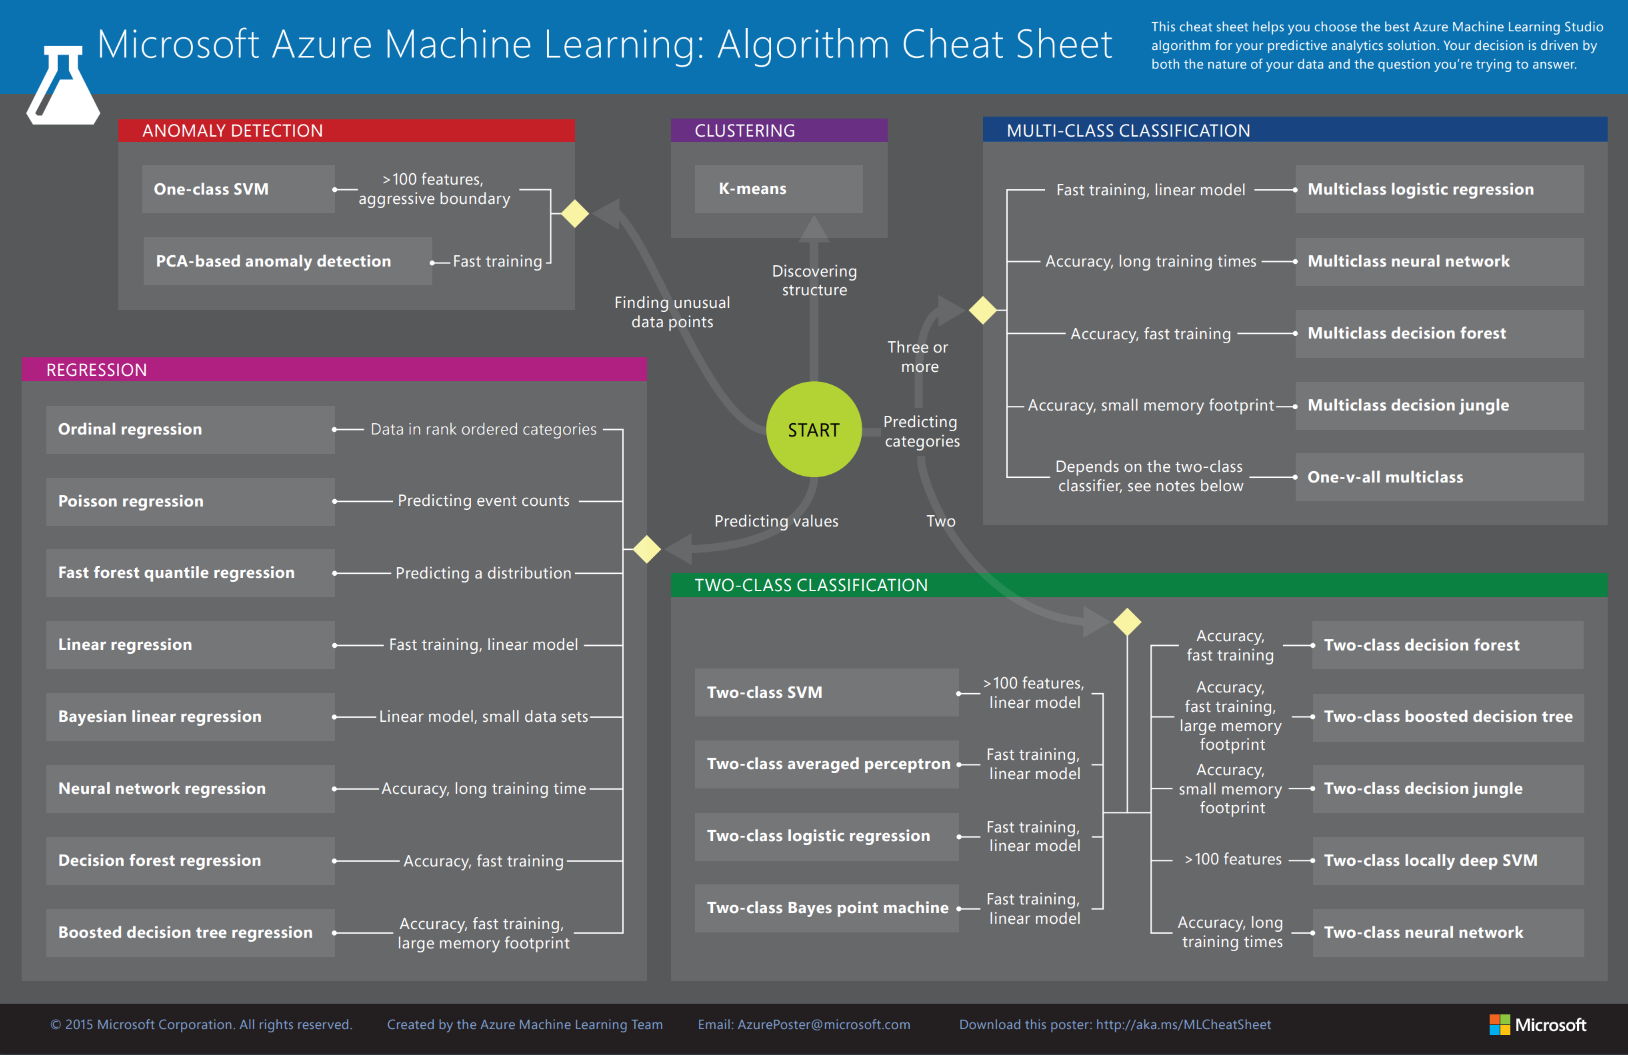 Microsoft Azure Machine Learning: Algorithm Cheat Sheet
This cheat sheet helps you choose the best Azure Machine Learning Studio
algorithm for your predictive analytics solution. Your decision is driven by
both the nature of your data and the question you're trying to answer.
ANOMALY DETECTION
One-class SVM
>100 features,
aggressive boundary
PCA-based anomaly detection
Fast training
CLUSTERING
K-means
MULTI-CLASS CLASSIFICATION
Fast training, linear model
Multiclass logistic regression
Accuracy, long training times
Multiclass neural network
Accuracy, fast training
Multiclass decision forest
Accuracy, small memory footprint
Multiclass decision jungle
Depends on the two-class
classifier, see notes below
One-v-all multiclass
Finding unusual
data points
Discovering
structure
Three or
more
START
Predicting
categories
Predicting values
Two
REGRESSION
Ordinal regression
Data in rank ordered categories
Poisson regression
Predicting event counts
Fast forest quantile regression
Predicting a distribution
Linear regression
Fast training, linear model
Bayesian linear regression
Linear model, small data sets
Neural network regression
Accuracy, long training time
Decision forest regression
Accuracy, fast training
Boosted decision tree regression
Accuracy, fast training,
large memory footprint
TWO-CLASS CLASSIFICATION
Two-class SVM
>100 features,
linear model
Two-class averaged perceptron
Fast training,
linear model
Two-class logistic regression
Fast training,
linear model
Two-class Bayes point machine
Fast training,
linear model
Accuracy,
fast training
Two-class decision forest
Accuracy,
fast training,
large memory
footprint
Two-class boosted decision tree
Accuracy,
small memory
footprint
Two-class decision jungle
>100 features
Two-class locally deep SVM
Accuracy, long
training times
Two-class neural network
© 2015 Microsoft Corporation. All rights reserved.
Created by the Azure Machine Learning Team
Email: AzurePoster@microsoft.com
Download this poster: http://aka.ms/MLCheatSheet
Microsoft